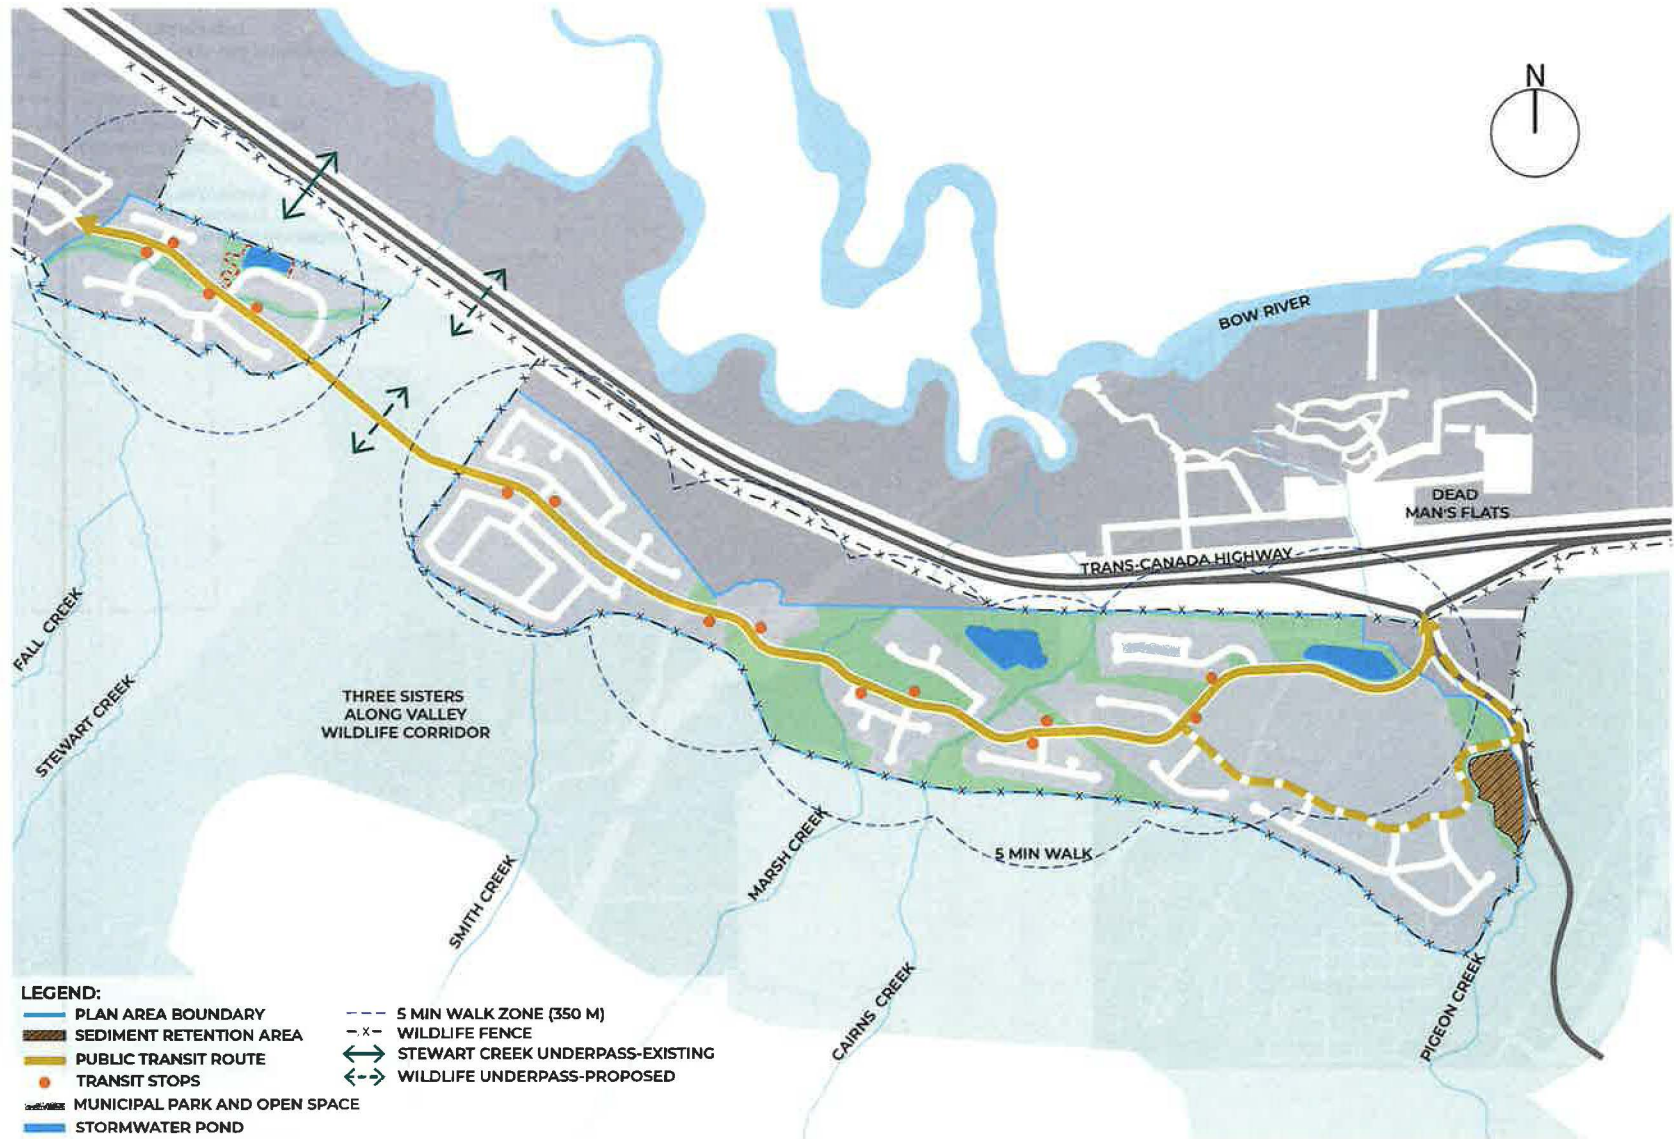 N
BOW RIVER
DEAD
MAN'S FLATS
TRANS-CANADA HIGHWAY
FALL CREEK
STEWART CREEK
THREE SISTERS
ALONG VALLEY
WILDLIFE CORRIDOR
SMITH CREEK
MARSH CREEK
5 MIN WALK
CAIRNS CREEK
PIGEON CREEK
LEGEND:
PLAN AREA BOUNDARY
SEDIMENT RETENTION AREA
PUBLIC TRANSIT ROUTE
TRANSIT STOPS
MUNICIPAL PARK AND OPEN SPACE
STORMWATER POND
5 MIN WALK ZONE (350 M)
WILDLIFE FENCE
STEWART CREEK UNDERPASS-EXISTING
WILDLIFE UNDERPASS-PROPOSED